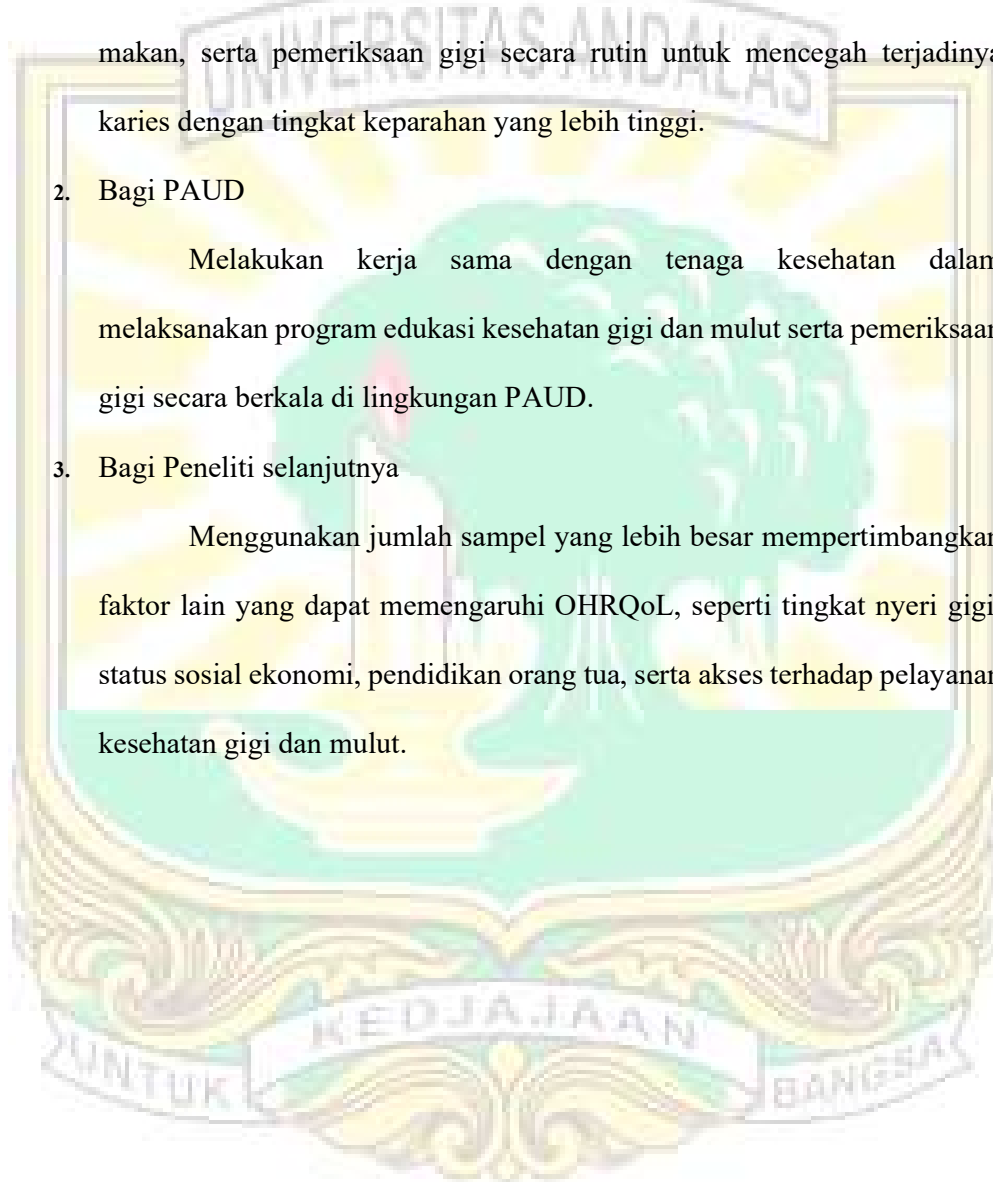 UNIVERSITAS ANDALAS
makan, serta pemeriksaan gigi secara rutin untuk mencegah terjadinya
karies dengan tingkat keparahan yang lebih tinggi.
2. Bagi PAUD
Melakukan kerja sama dengan tenaga kesehatan dalam
melaksanakan program edukasi kesehatan gigi dan mulut serta pemeriksaan
gigi secara berkala di lingkungan PAUD.
3. Bagi Peneliti selanjutnya
Menggunakan jumlah sampel yang lebih besar mempertimbangkan
faktor lain yang dapat memengaruhi OHRQoL, seperti tingkat nyeri gigi
status sosial ekonomi, pendidikan orang tua, serta akses terhadap pelayanan
kesehatan gigi dan mulut.
UNTUK KEDJAJAAN BANGSA